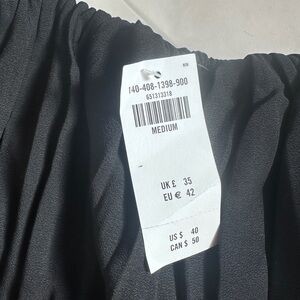 140-408-1398-900
651313318
MEDIUM
UK £ 35
EU € 42
US $ 40
CAN $ 50